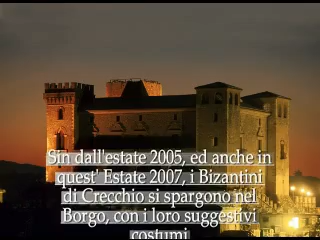 Sin dall'estate 2005, ed anche in
quest' Estate 2007, i Bizantini
di Crecchio si spargono nel
Borgo, con i loro suggestivi
costumi